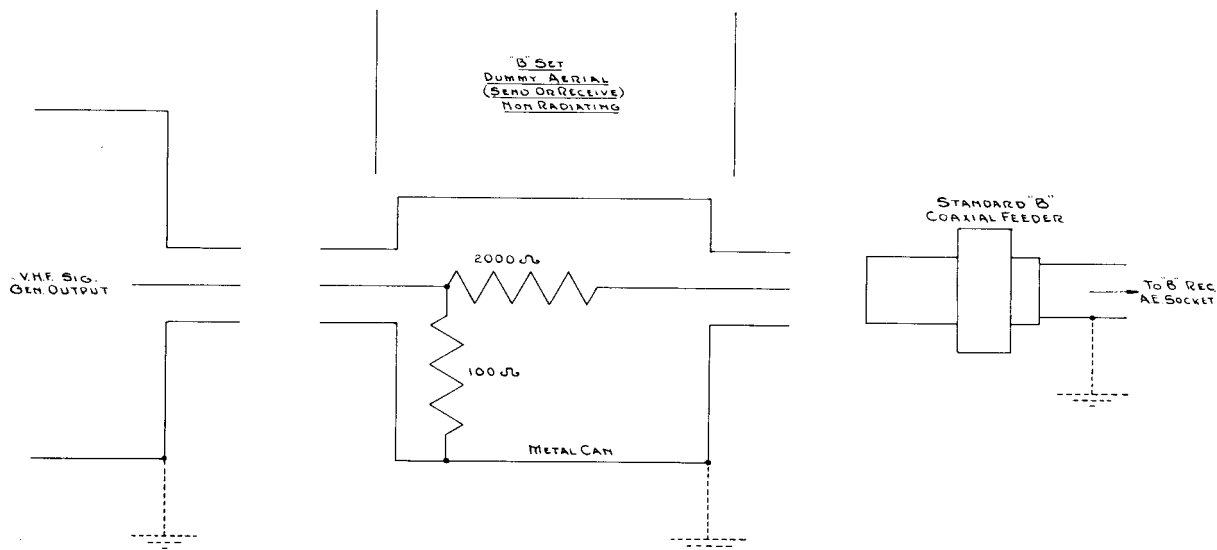 "B" SET
DUMMY AERIAL
(SEND OR RECEIVE)
NON RADIATING
STANDARD "B"
COAXIAL FEEDER
V.H.F. SIG.
GEN. OUTPUT
2000 Ω
TO "B" REC.
A.E. SOCKET
100 Ω
METAL CAN